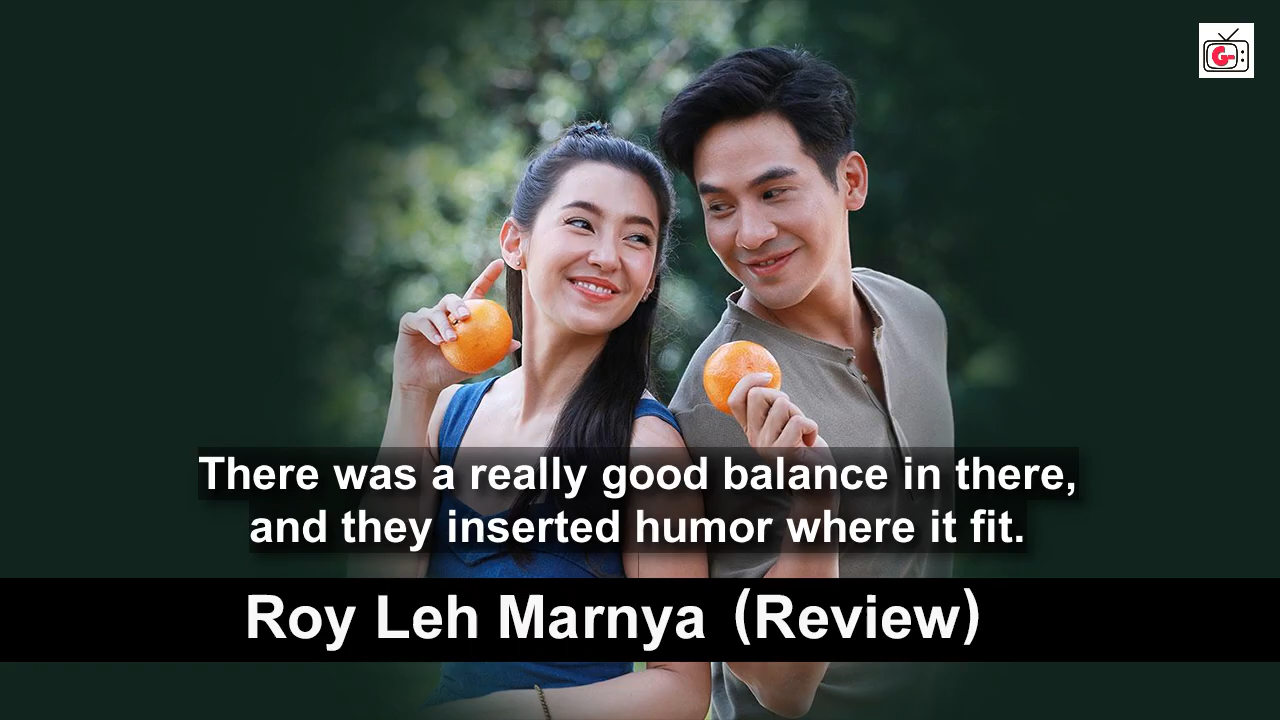 There was a really good balance in there,
and they inserted humor where it fit.
Roy Leh Marnya (Review)